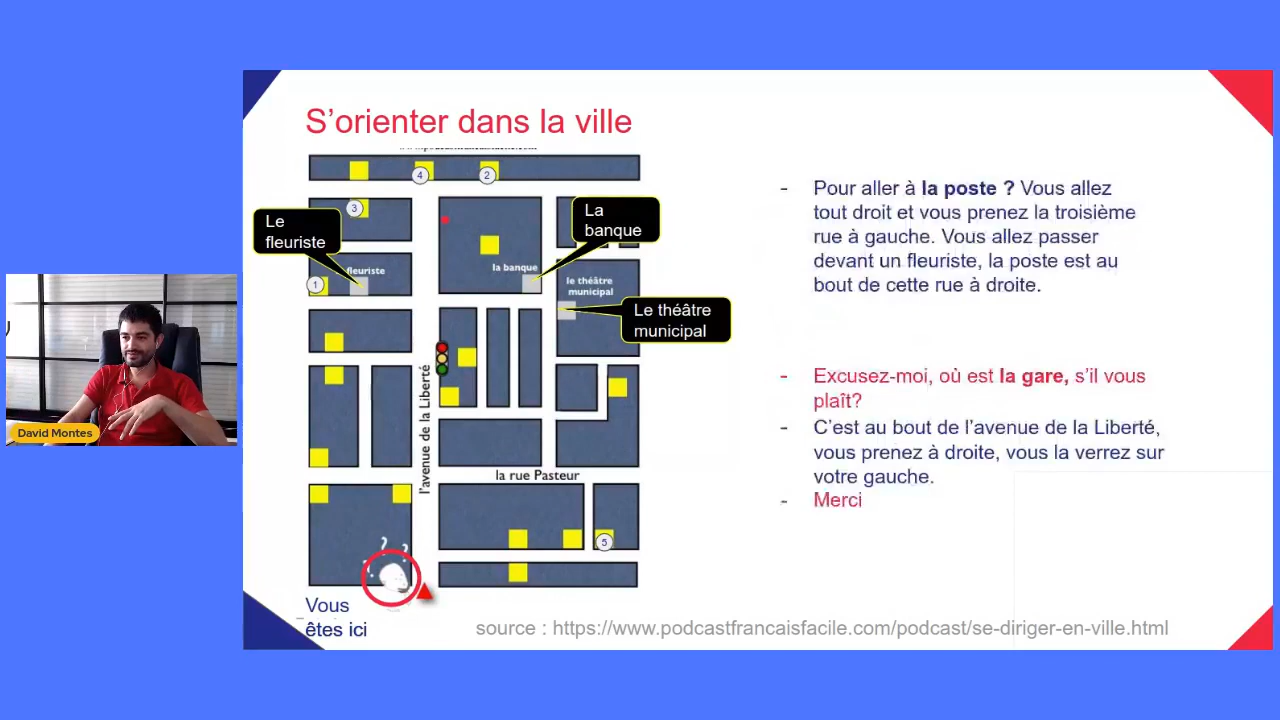 S'orienter dans la ville
4
2
3
Le
fleuriste
La
banque
fleuriste
la banque
1
le théâtre
municipal
Le théâtre
municipal
l'avenue de la Liberté
la rue Pasteur
5
? ? ?
Vous
êtes ici
- Pour aller à la poste ? Vous allez
tout droit et vous prenez la troisième
rue à gauche. Vous allez passer
devant un fleuriste, la poste est au
bout de cette rue à droite.
- Excusez-moi, où est la gare, s'il vous
plaît?
- C'est au bout de l'avenue de la Liberté,
vous prenez à droite, vous la verrez sur
votre gauche.
- Merci
source : https://www.podcastfrancaisfacile.com/podcast/se-diriger-en-ville.html
David Montes